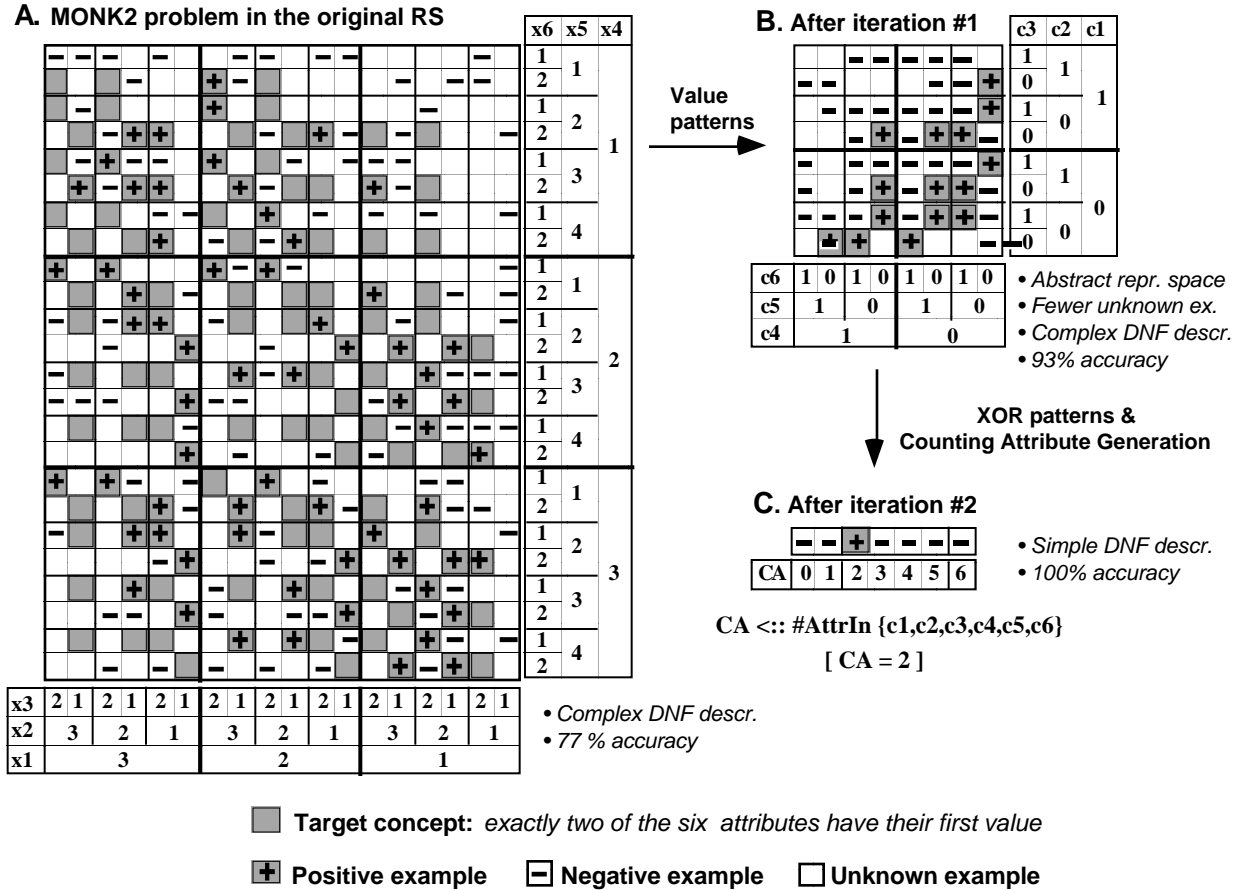 A. MONK2 problem in the original RS
x6 x5 x4
1
2
1
1
2
2
1
2
3
1
2
4
1
1
2
1
1
2
2
1
2
3
1
2
4
2
1
2
1
1
2
2
1
2
3
1
2
4
3
x3 2 1 2 1 2 1 2 1 2 1 2 1 2 1 2 1 2 1
x2 3 2 1 3 2 1 3 2 1
x1 3 2 1
• Complex DNF descr.
• 77 % accuracy
Value
patterns
B. After iteration #1
c3 c2 c1
1
0
1
1
0
0
1
1
0
1
1
0
0
0
c6 1 0 1 0 1 0 1 0
c5 1 0 1 0
c4 1 0
• Abstract repr. space
• Fewer unknown ex.
• Complex DNF descr.
• 93% accuracy
XOR patterns &
Counting Attribute Generation
C. After iteration #2
CA 0 1 2 3 4 5 6
• Simple DNF descr.
• 100% accuracy
CA <:: #AttrIn {c1,c2,c3,c4,c5,c6}
[ CA = 2 ]
Target concept: exactly two of the six attributes have their first value
+ Positive example − Negative example Unknown example